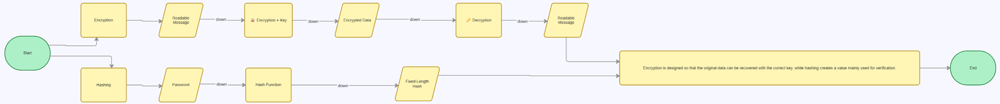 Encryption
Readable
Message
down
🔐 Encryption + Key
down
Encrypted Data
down
🔑 Decryption
down
Readable
Message
Start
Encryption is designed so that the original data can be recovered with the correct key, while hashing creates a value mainly used for verification.
End
Hashing
Password
down
Hash Function
down
Fixed-Length
Hash